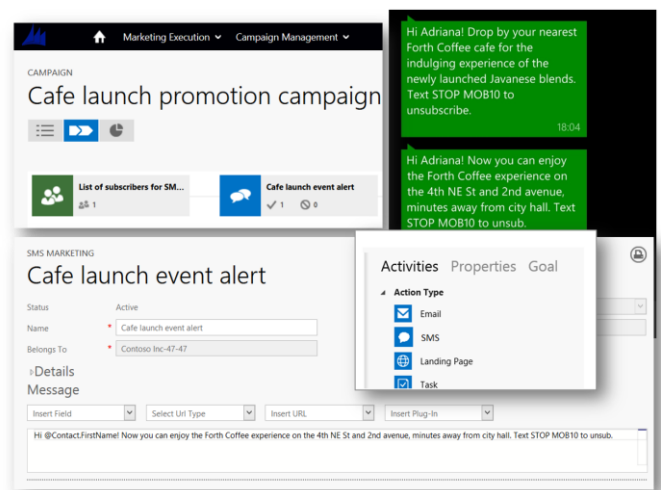 Marketing Execution Campaign Management
CAMPAIGN
Cafe launch promotion campaign
List of subscribers for SM...
1
Cafe launch event alert
1 0
Hi Adriana! Drop by your nearest
Forth Coffee cafe for the
indulging experience of the
newly launched Javanese blends.
Text STOP MOB10 to
unsubscribe.
18:04
Hi Adriana! Now you can enjoy
the Forth Coffee experience on
the 4th NE St and 2nd avenue,
minutes away from city hall. Text
STOP MOB10 to unsub.
SMS MARKETING
Cafe launch event alert
Status Active
Name * Cafe launch event alert
Belongs To * Contoso Inc-47-47
Details
Message
Insert Field Select Url Type Insert URL Insert Plug-In
Hi @Contact.FirstName! Now you can enjoy the Forth Coffee experience on the 4th NE St and 2nd avenue, minutes away from city hall. Text STOP MOB10 to unsub.
Activities Properties Goal
Action Type
Email
SMS
Landing Page
Task